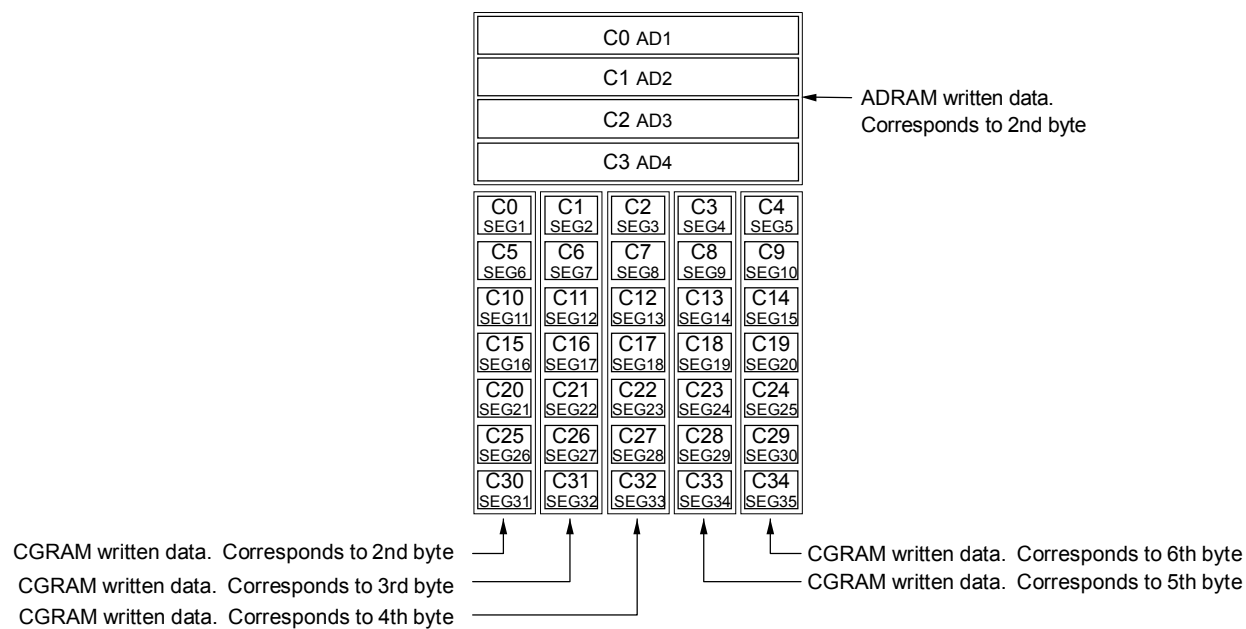 C0 AD1
C1 AD2
C2 AD3
C3 AD4
ADRAM written data.
Corresponds to 2nd byte
C0 C1 C2 C3 C4
SEG1 SEG2 SEG3 SEG4 SEG5
C5 C6 C7 C8 C9
SEG6 SEG7 SEG8 SEG9 SEG10
C10 C11 C12 C13 C14
SEG11 SEG12 SEG13 SEG14 SEG15
C15 C16 C17 C18 C19
SEG16 SEG17 SEG18 SEG19 SEG20
C20 C21 C22 C23 C24
SEG21 SEG22 SEG23 SEG24 SEG25
C25 C26 C27 C28 C29
SEG26 SEG27 SEG28 SEG29 SEG30
C30 C31 C32 C33 C34
SEG31 SEG32 SEG33 SEG34 SEG35
CGRAM written data. Corresponds to 2nd byte
CGRAM written data. Corresponds to 3rd byte
CGRAM written data. Corresponds to 4th byte
CGRAM written data. Corresponds to 6th byte
CGRAM written data. Corresponds to 5th byte